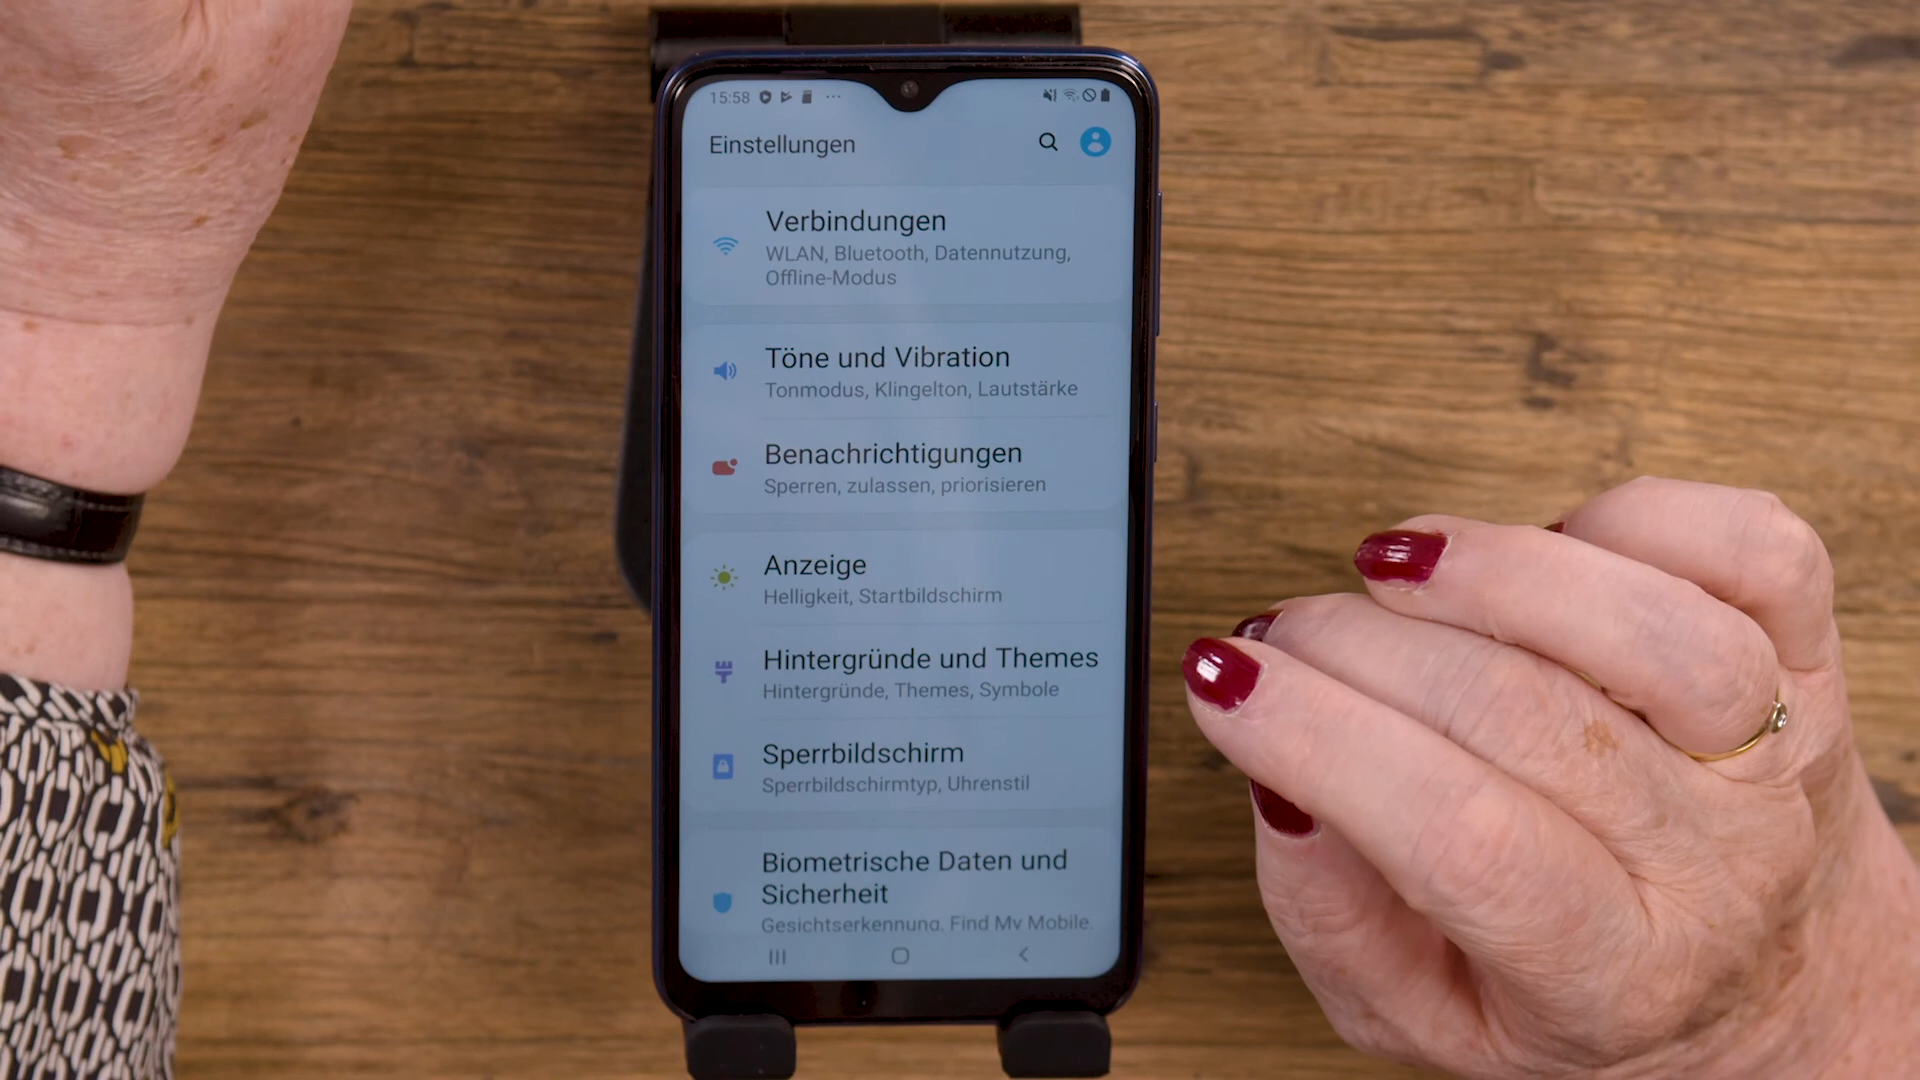 15:58
Einstellungen
Verbindungen
WLAN, Bluetooth, Datennutzung,
Offline-Modus
Töne und Vibration
Tonmodus, Klingelton, Lautstärke
Benachrichtigungen
Sperren, zulassen, priorisieren
Anzeige
Helligkeit, Startbildschirm
Hintergründe und Themes
Hintergründe, Themes, Symbole
Sperrbildschirm
Sperrbildschirmtyp, Uhrenstil
Biometrische Daten und
Sicherheit
Gesichtserkennung, Find My Mobile,